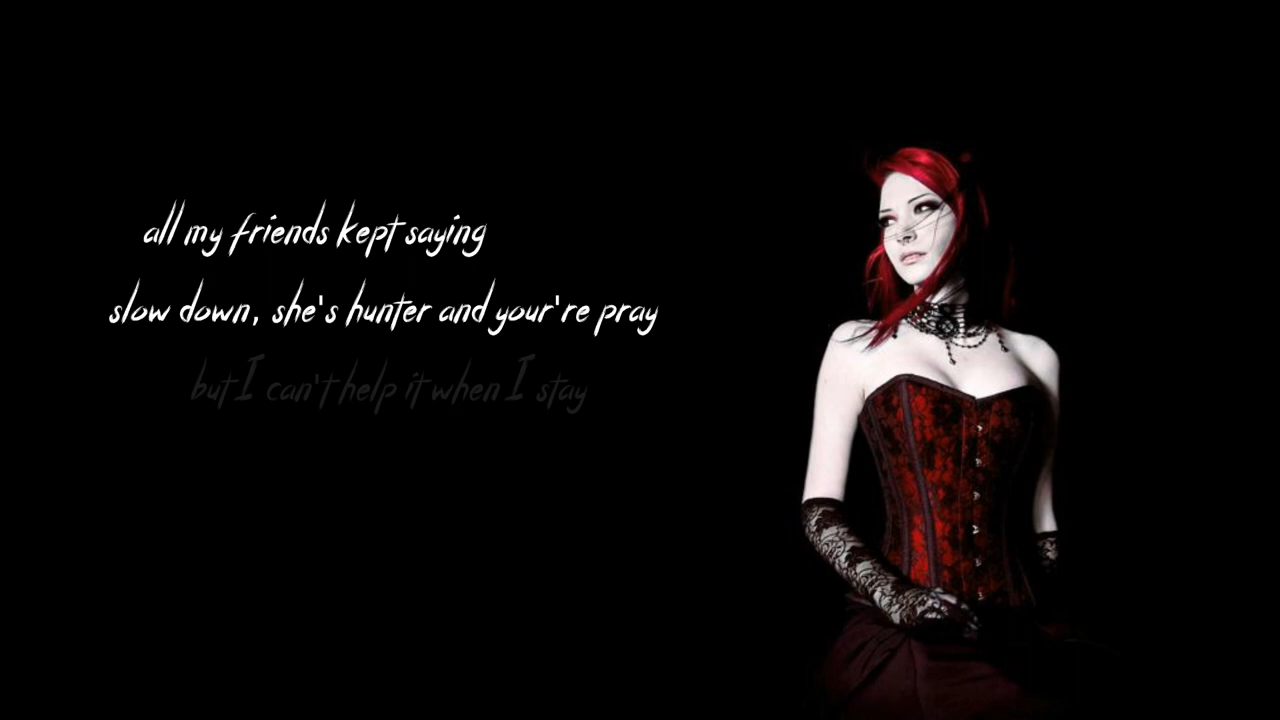 all my friends kept saying
slow down, she's hunter and your're pray
but I can't help it when I stay